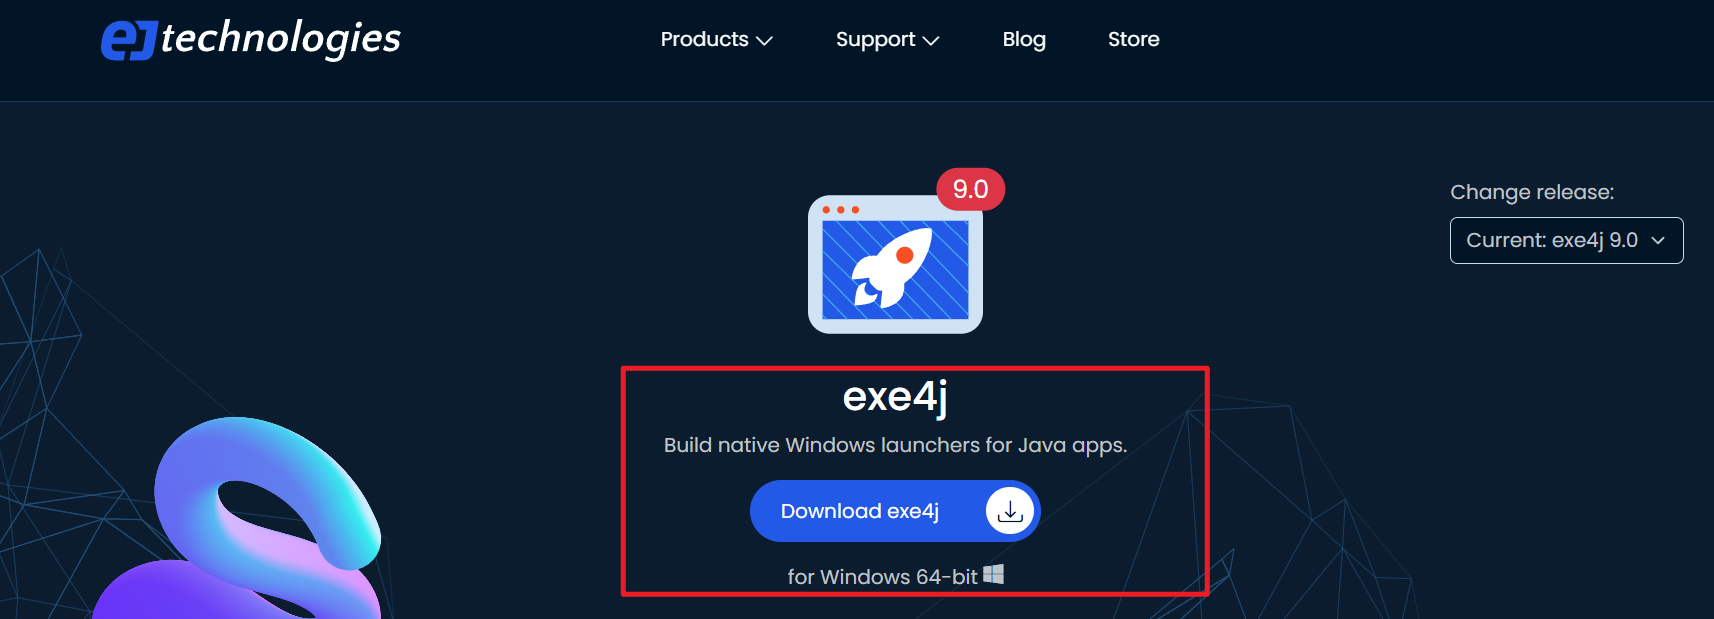 ej technologies
Products
Support
Blog
Store
9.0
Change release:
Current: exe4j 9.0
exe4j
Build native Windows launchers for Java apps.
Download exe4j
for Windows 64-bit